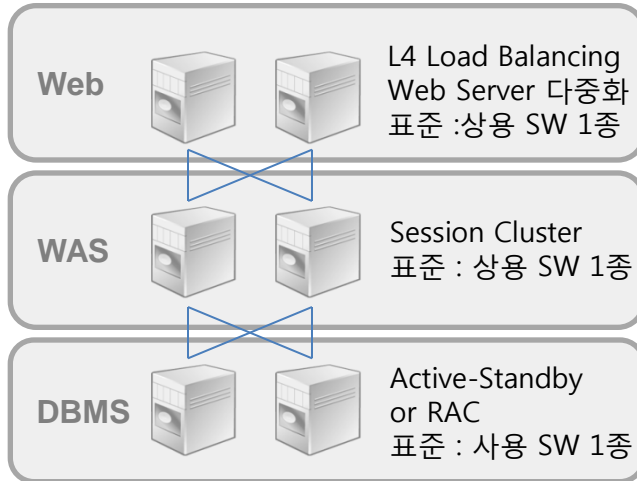 Web
L4 Load Balancing
Web Server 다중화
표준 :상용 SW 1종
WAS
Session Cluster
표준 : 상용 SW 1종
DBMS
Active-Standby
or RAC
표준 : 사용 SW 1종